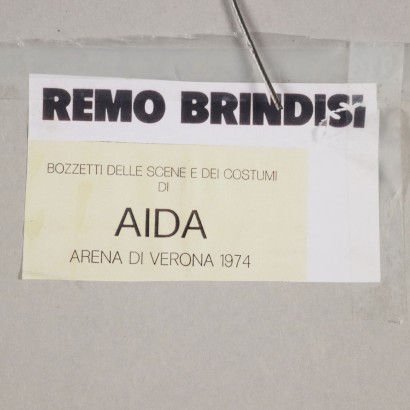 REMO BRINDISI
BOZZETTI DELLE SCENE E DEI COSTUMI
DI
AIDA
ARENA DI VERONA 1974